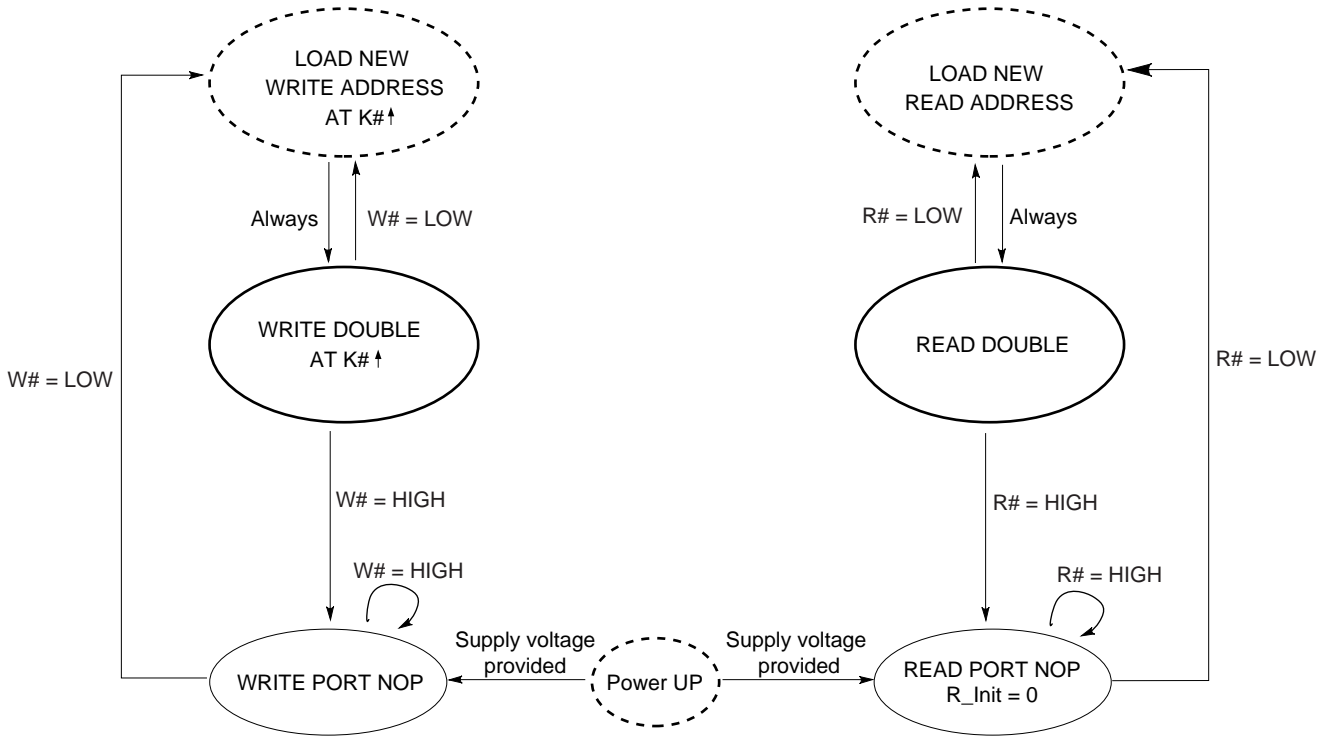 LOAD NEW
WRITE ADDRESS
AT K#↑
LOAD NEW
READ ADDRESS
Always
W# = LOW
R# = LOW
Always
WRITE DOUBLE
AT K#↑
READ DOUBLE
W# = LOW
R# = LOW
W# = HIGH
R# = HIGH
W# = HIGH
R# = HIGH
WRITE PORT NOP
Supply voltage
provided
Power UP
Supply voltage
provided
READ PORT NOP
R_Init = 0